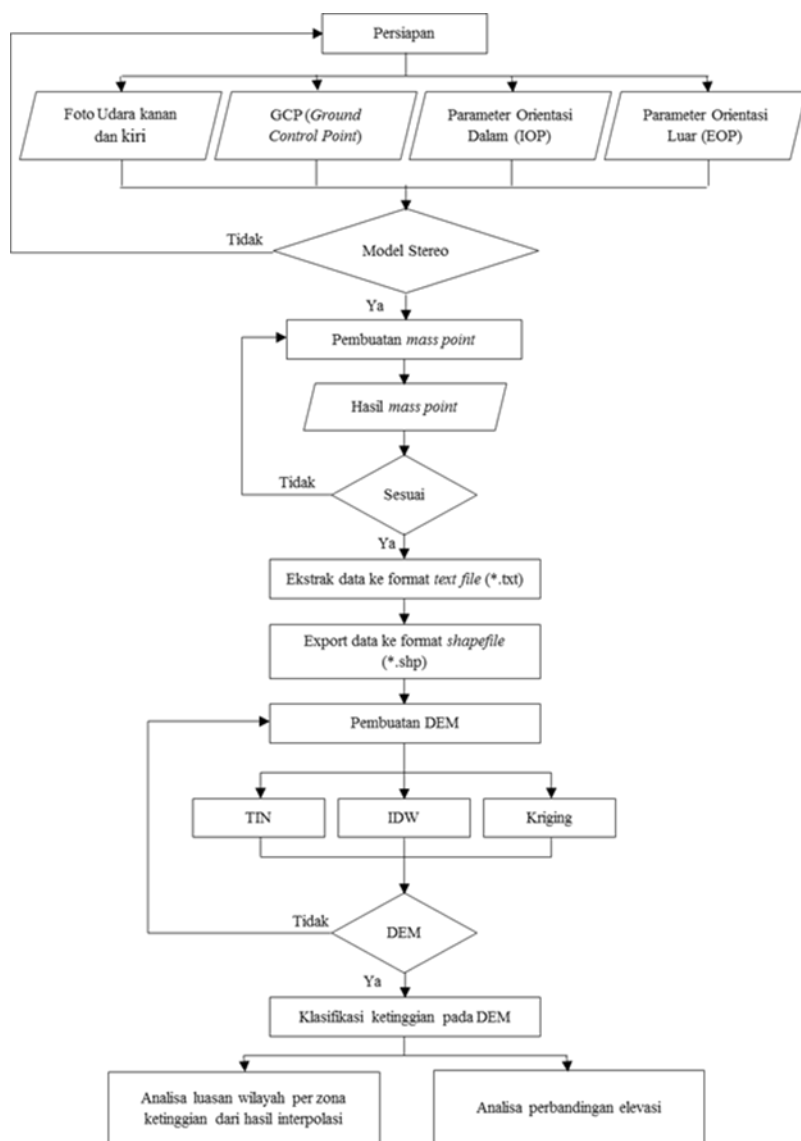 Persiapan
Foto Udara kanan
dan kiri
GCP (Ground
Control Point)
Parameter Orientasi
Dalam (IOP)
Parameter Orientasi
Luar (EOP)
Tidak
Model Stereo
Ya
Pembuatan mass point
Hasil mass point
Tidak
Sesuai
Ya
Ekstrak data ke format text file (*.txt)
Export data ke format shapefile
(*.shp)
Pembuatan DEM
TIN
IDW
Kriging
Tidak
DEM
Ya
Klasifikasi ketinggian pada DEM
Analisa luasan wilayah per zona
ketinggian dari hasil interpolasi
Analisa perbandingan elevasi